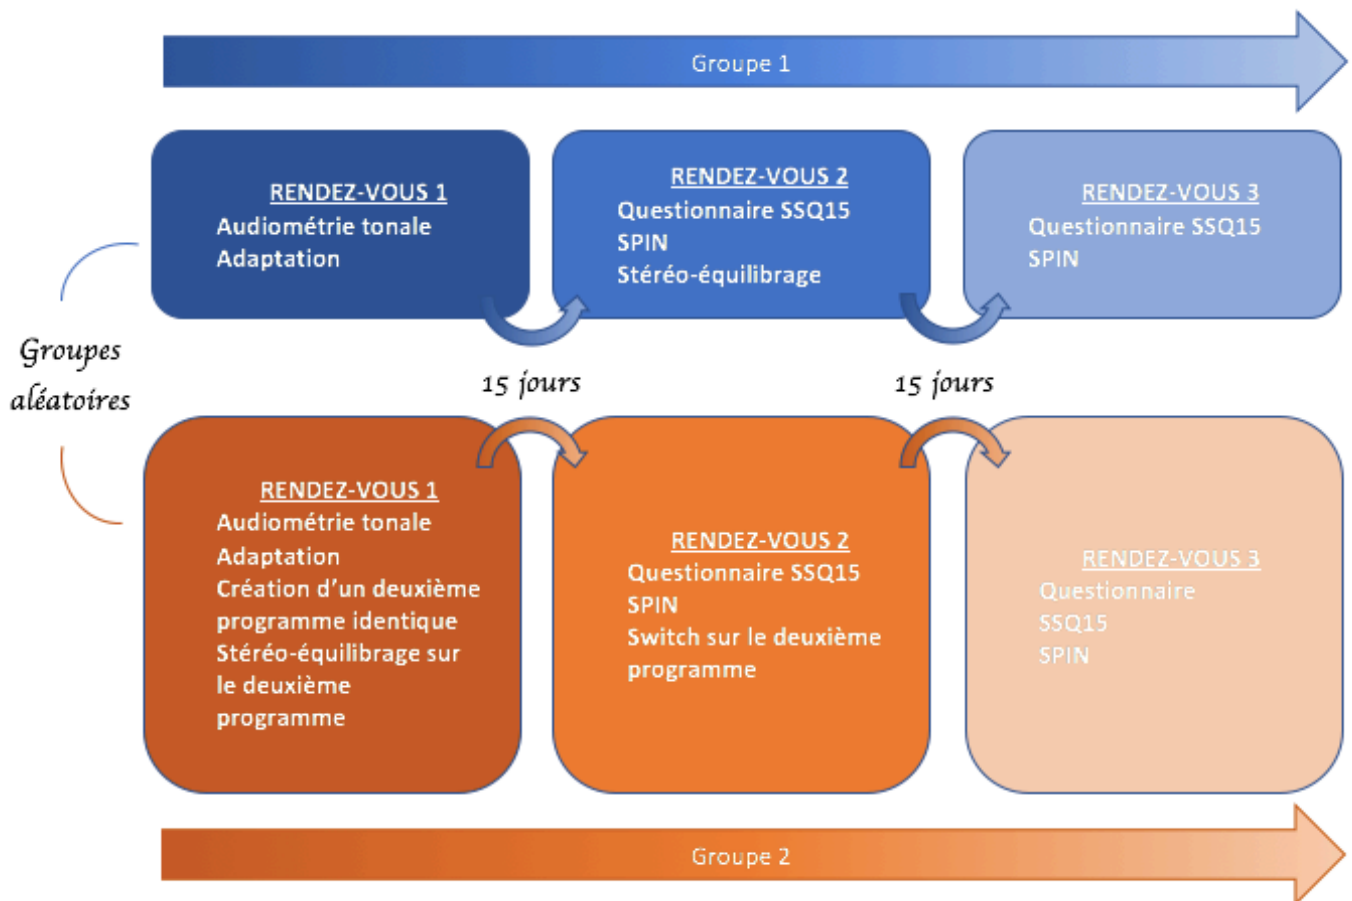 Groupe 1
RENDEZ-VOUS 1
Audiométrie tonale
Adaptation
RENDEZ-VOUS 2
Questionnaire SSQ15
SPIN
Stéréo-équilibrage
RENDEZ-VOUS 3
Questionnaire SSQ15
SPIN
Groupes
aléatoires
15 jours
15 jours
RENDEZ-VOUS 1
Audiométrie tonale
Adaptation
Création d'un deuxième
programme identique
Stéréo-équilibrage sur
le deuxième
programme
RENDEZ-VOUS 2
Questionnaire SSQ15
SPIN
Switch sur le deuxième
programme
RENDEZ-VOUS 3
Questionnaire
SSQ15
SPIN
Groupe 2